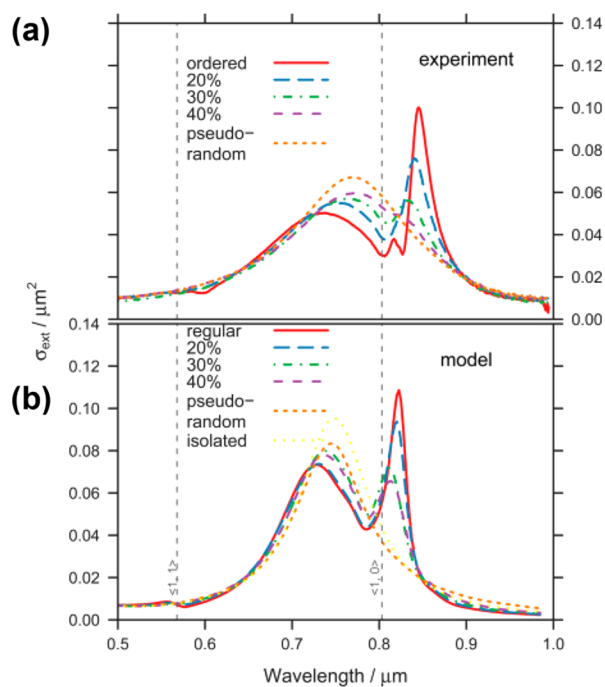 (a)
0.14
ordered
experiment
20%
0.12
30%
40%
0.10
pseudo-
random
0.08
0.06
0.04
0.02
0.00
σext / μm²
0.14
regular
20%
model
0.12
30%
(b)
40%
0.10
pseudo-
random
isolated
0.08
0.06
0.04
<1, 1>
<1, 0>
0.02
0.00
0.5
0.6
0.7
0.8
0.9
1.0
Wavelength / μm